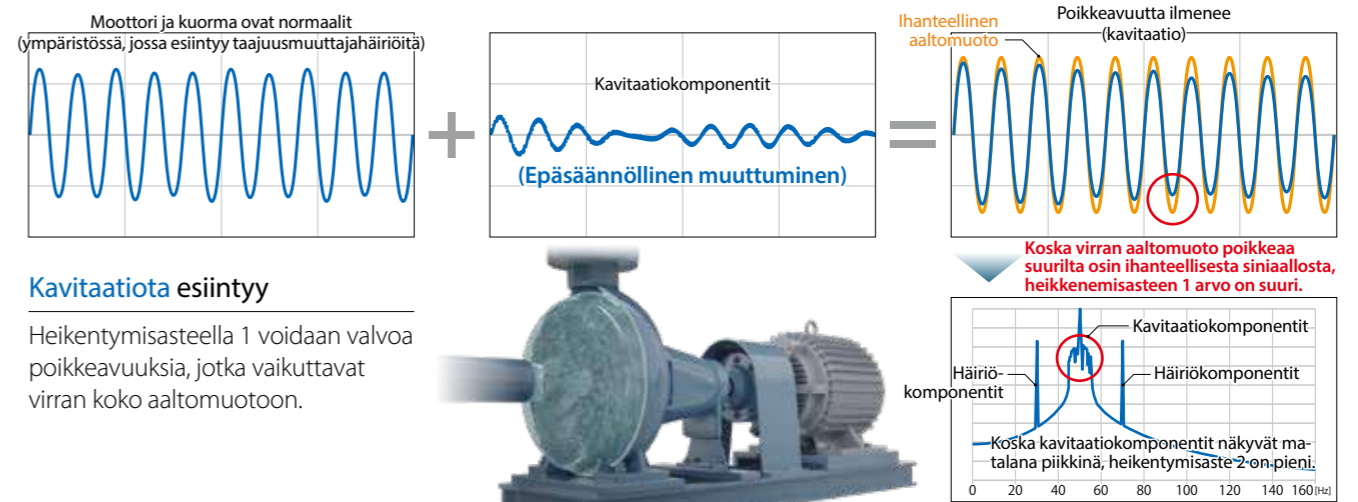 Moottori ja kuorma ovat normaalit
(ympäristössä, jossa esiintyy taajuusmuuttajahäiriöitä)
+
Kavitaatiokomponentit
(Epäsäännöllinen muuttuminen)
=
Ihanteellinen
aaltomuoto
Poikkeavuutta ilmenee
(kavitaatio)
Koska virran aaltomuoto poikkeaa
suurilta osin ihanteellisesta siniaallosta,
heikkenemisasteen 1 arvo on suuri.
Kavitaatiota esiintyy
Heikentymisasteella 1 voidaan valvoa
poikkeavuuksia, jotka vaikuttavat
virran koko aaltomuotoon.
Kavitaatiokomponentit
Häiriö-
komponentit
Häiriökomponentit
Koska kavitaatiokomponentit näkyvät ma-
talana piikkinä, heikentymisaste 2 on pieni.
0 20 40 60 80 100 120 140 160 [Hz]